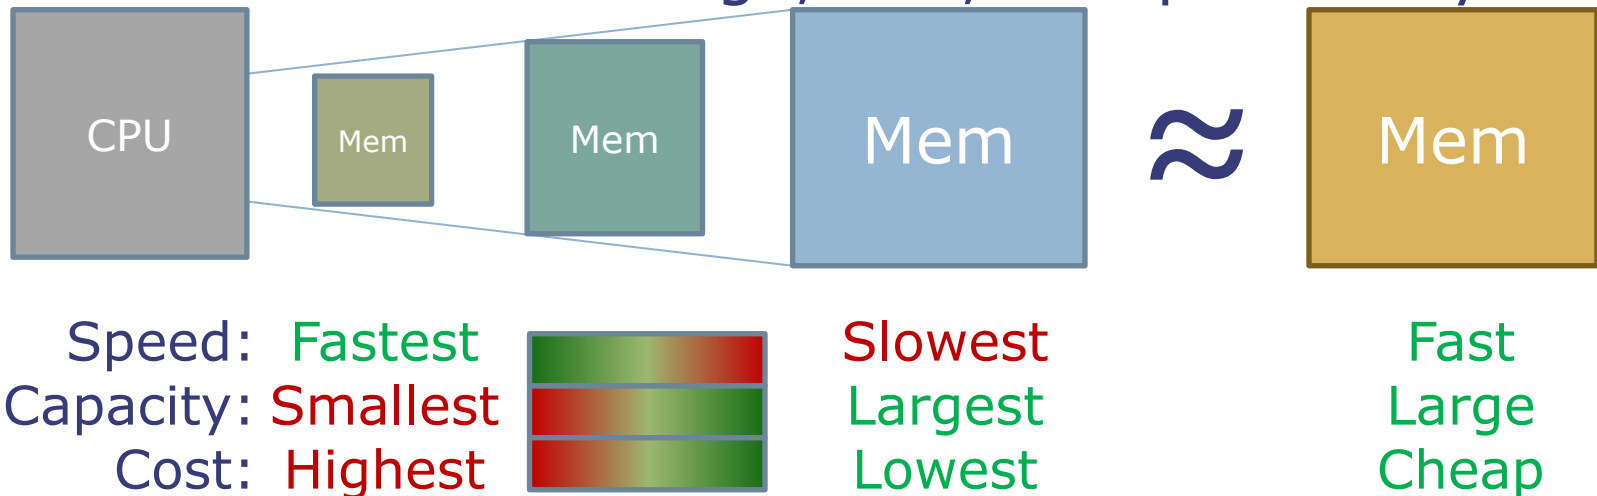 CPU
Mem
Mem
Mem
≈
Mem
Speed: Fastest Slowest Fast
Capacity: Smallest Largest Large
Cost: Highest Lowest Cheap